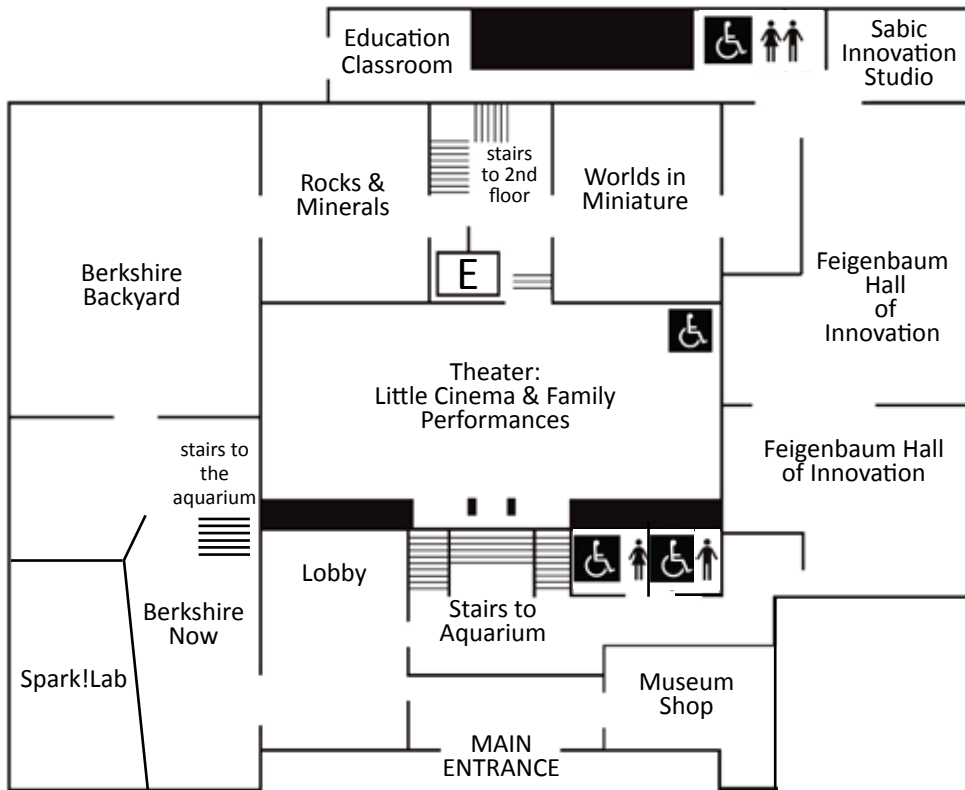 Education
Classroom
Sabic
Innovation
Studio
stairs
to 2nd
floor
Rocks &
Minerals
Worlds in
Miniature
Berkshire
Backyard
E
Feigenbaum
Hall
of
Innovation
Theater:
Little Cinema & Family
Performances
stairs to
the
aquarium
Feigenbaum Hall
of Innovation
Lobby
Stairs to
Aquarium
Berkshire
Now
Spark!Lab
Museum
Shop
MAIN
ENTRANCE